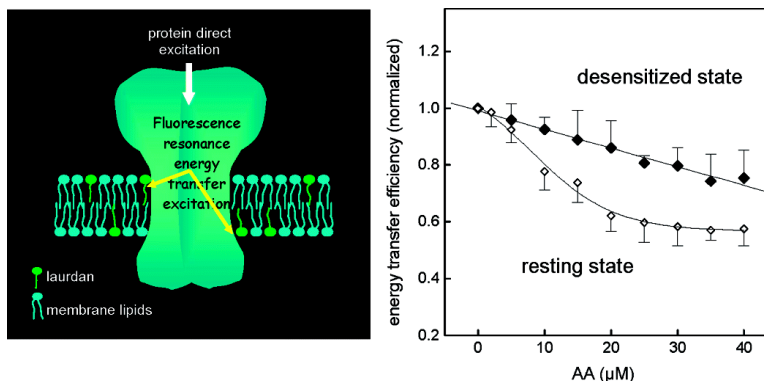 protein direct
excitation
Fluorescence
resonance
energy
transfer
excitation
laurdan
membrane lipids
energy transfer efficiency (normalized)
1.2
1.0
0.8
0.6
0.4
0.2
desensitized state
resting state
0
10
20
30
40
AA (μM)